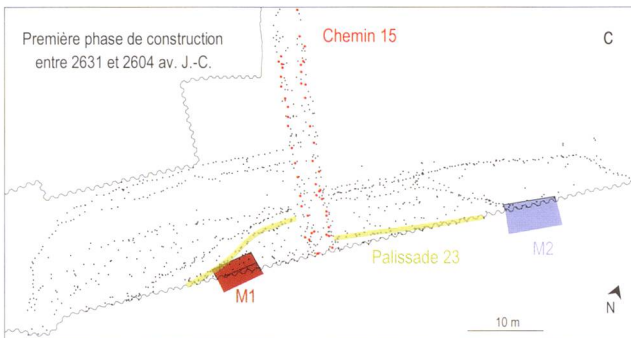 Première phase de construction
entre 2631 et 2604 av. J.-C.
Chemin 15
C
Palissade 23
M2
M1
N
10 m